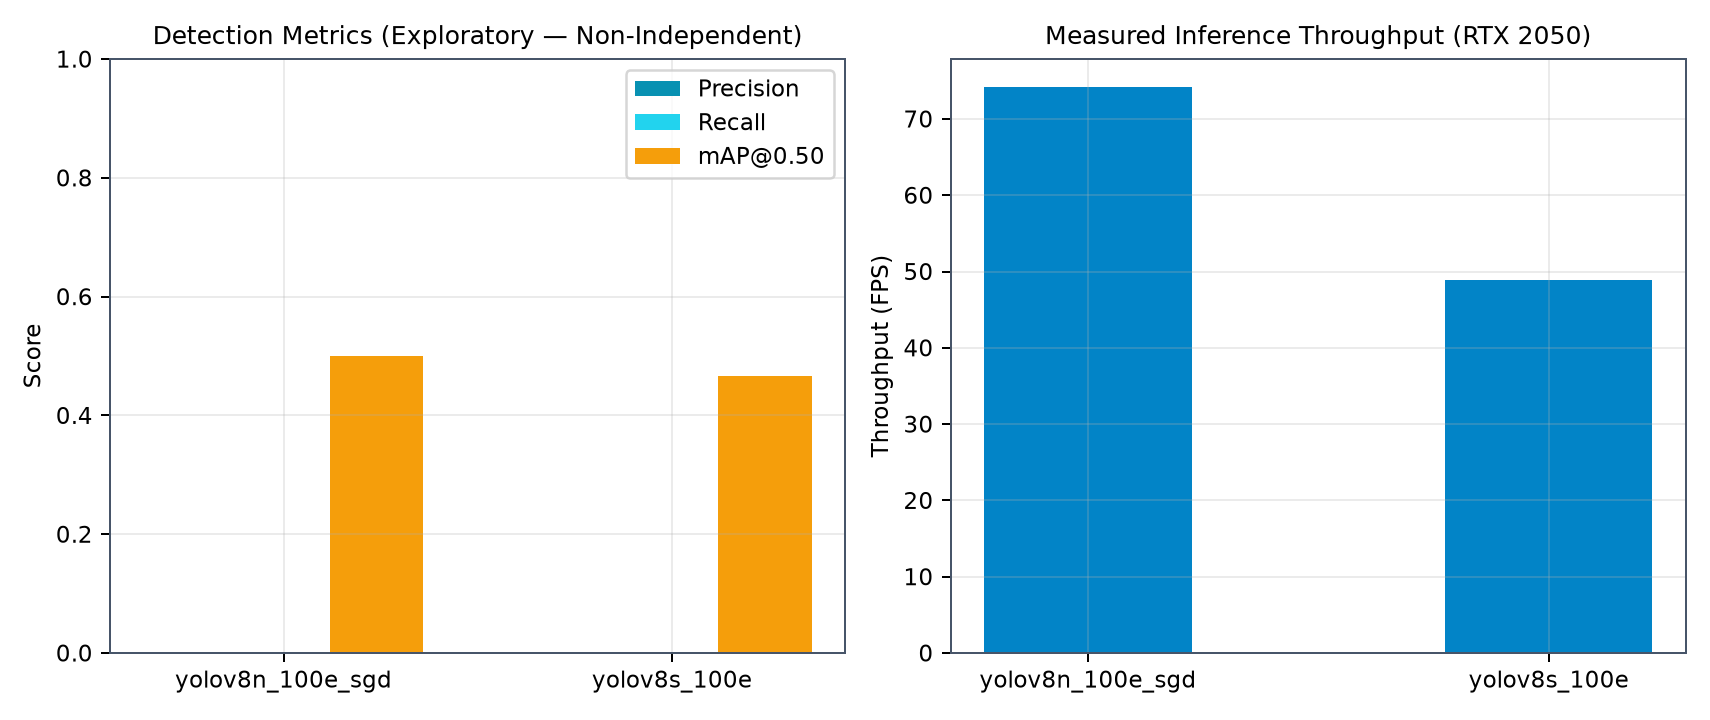 Detection Metrics (Exploratory — Non-Independent)
1.0
0.8
0.6
0.4
0.2
0.0
Score
Precision
Recall
mAP@0.50
yolov8n_100e_sgd
yolov8s_100e
Measured Inference Throughput (RTX 2050)
70
60
50
40
30
20
10
0
Throughput (FPS)
yolov8n_100e_sgd
yolov8s_100e